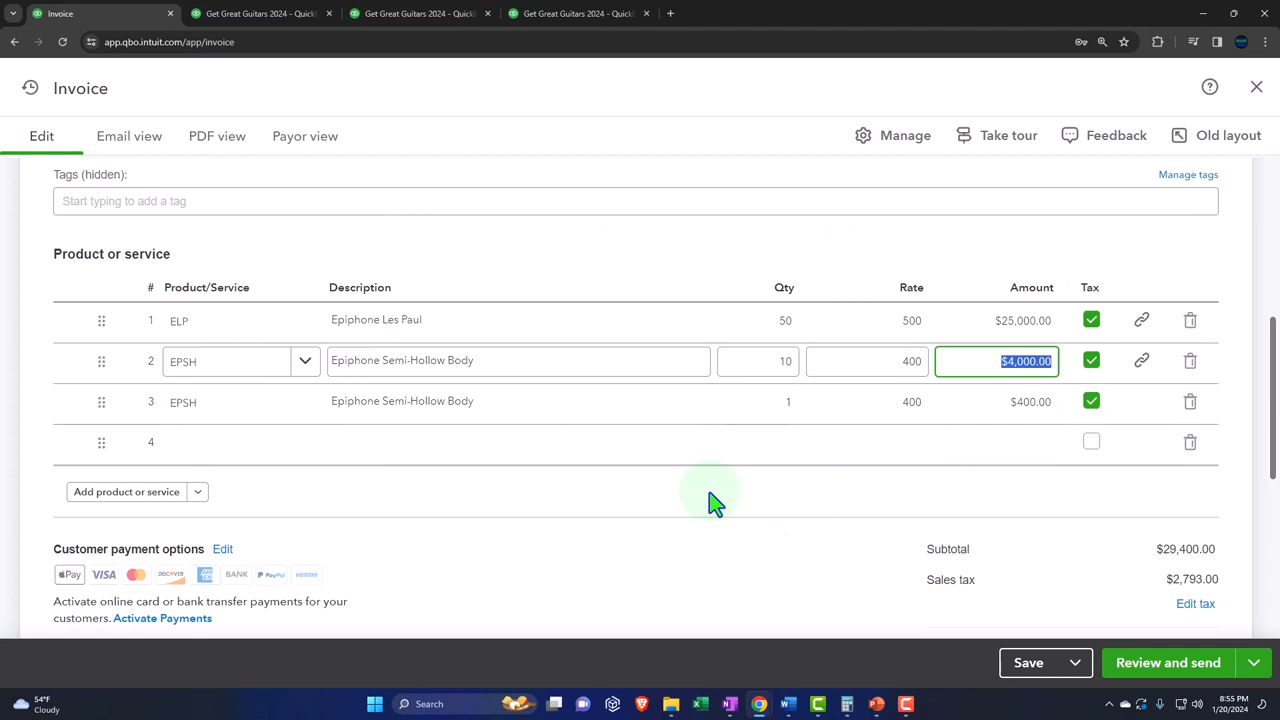 Invoice
Get Great Guitars 2024 - Quick
Get Great Guitars 2024 - Quick
Get Great Guitars 2024 - Quick
app.qbo.intuit.com/app/invoice
Invoice
Edit
Email view
PDF view
Payor view
Manage
Take tour
Feedback
Old layout
Tags (hidden):
Manage tags
Start typing to add a tag
Product or service
# Product/Service Description Qty Rate Amount Tax
1 ELP Epiphone Les Paul 50 500 $25,000.00
2 EPSH Epiphone Semi-Hollow Body 10 400 $4,000.00
3 EPSH Epiphone Semi-Hollow Body 1 400 $400.00
4
Add product or service
Customer payment options Edit
Subtotal $29,400.00
Pay VISA DISCOVER BANK PayPal venmo
Sales tax $2,793.00
Activate online card or bank transfer payments for your
customers. Activate Payments
Edit tax
Save
Review and send
54°F
Cloudy
Search
8:55 PM
1/20/2024